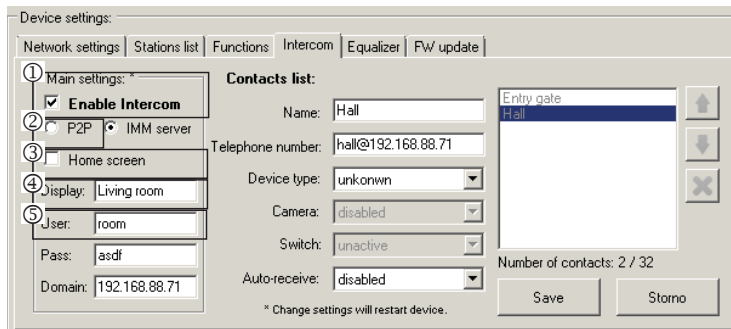 Device settings:
Network settings Stations list Functions Intercom Equalizer FW update
① Main settings: *
Enable Intercom
② P2P IMM server
③ Home screen
④ Display: Living room
⑤ User: room
Pass: asdf
Domain: 192.168.88.71
Contacts list:
Name: Hall
Telephone number: hall@192.168.88.71
Device type: unkonwn
Camera: disabled
Switch: unactive
Auto-receive: disabled
* Change settings will restart device.
Entry gate
Hall
Number of contacts: 2 / 32
Save Storno